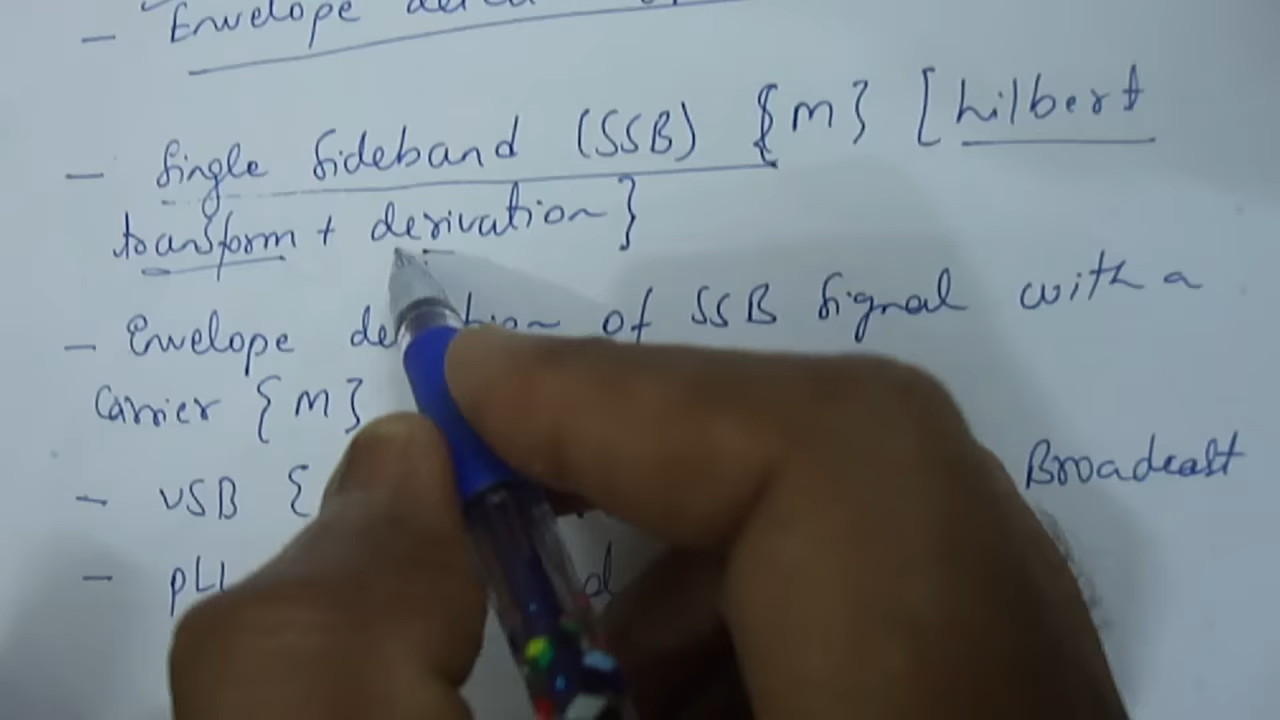 - Envelope
- Single Sideband (SSB) {m} [hilbert
transform + derivation}
- Envelope of SSB Signal with a
Carrier {m}
- VSB { Broadcast
- PLL